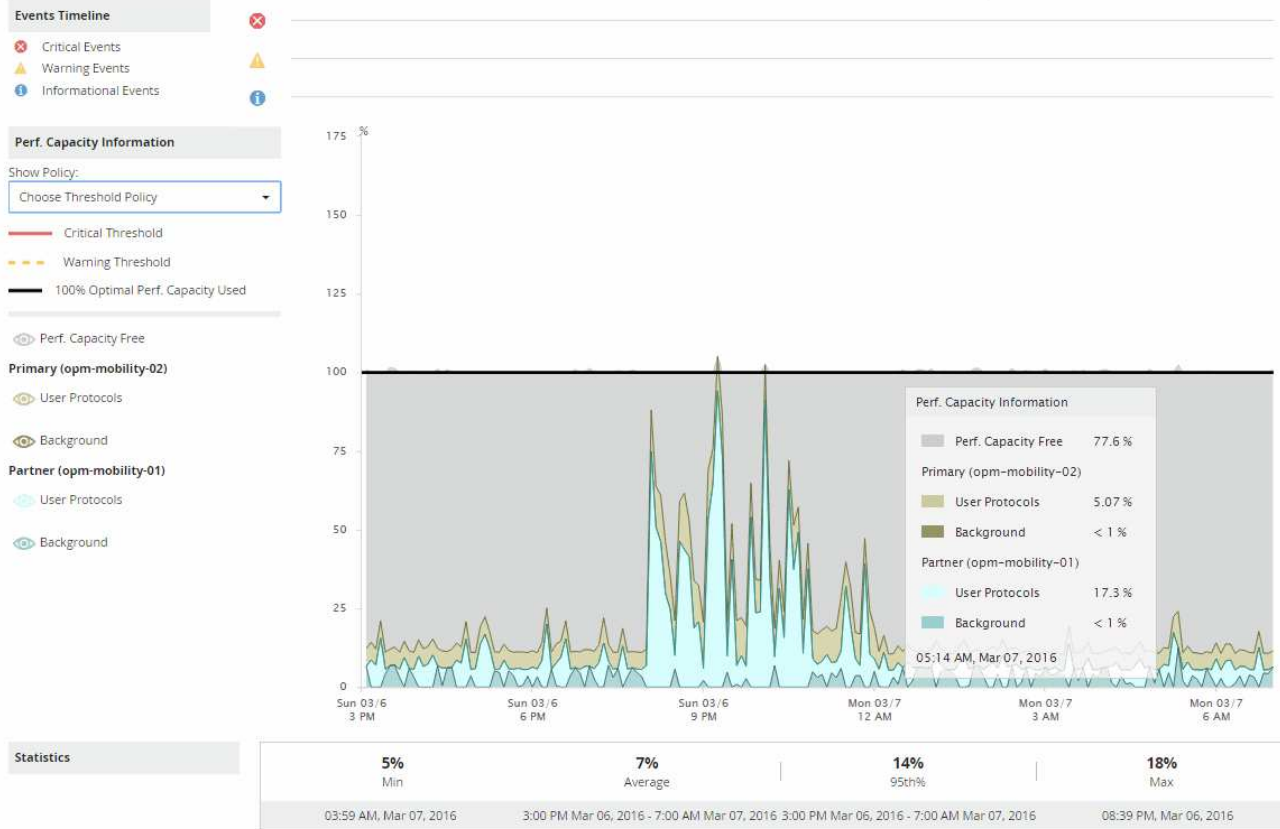 Events Timeline
Critical Events
Warning Events
Informational Events
Perf. Capacity Information
Show Policy:
Choose Threshold Policy
Critical Threshold
Warning Threshold
100% Optimal Perf. Capacity Used
Perf. Capacity Free
Primary (opm-mobility-02)
User Protocols
Background
Partner (opm-mobility-01)
User Protocols
Background
175 %
150
125
100
75
50
25
0
Sun 03/6 Sun 03/6 Sun 03/6 Mon 03/7 Mon 03/7 Mon 03/7
3 PM 6 PM 9 PM 12 AM 3 AM 6 AM
Perf. Capacity Information
Perf. Capacity Free 77.6 %
Primary (opm-mobility-02)
User Protocols 5.07 %
Background < 1 %
Partner (opm-mobility-01)
User Protocols 17.3 %
Background < 1 %
05:14 AM, Mar 07, 2016
Statistics
5% 7% 14% 18%
Min Average 95th% Max
03:59 AM, Mar 07, 2016 3:00 PM Mar 06, 2016 - 7:00 AM Mar 07, 2016 3:00 PM Mar 06, 2016 - 7:00 AM Mar 07, 2016 08:39 PM, Mar 06, 2016